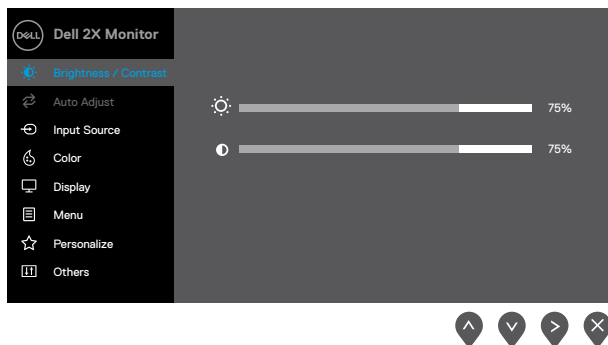 DELL Dell 2X Monitor
Brightness / Contrast
Auto Adjust
75%
Input Source
Color
75%
Display
Menu
Personalize
Others